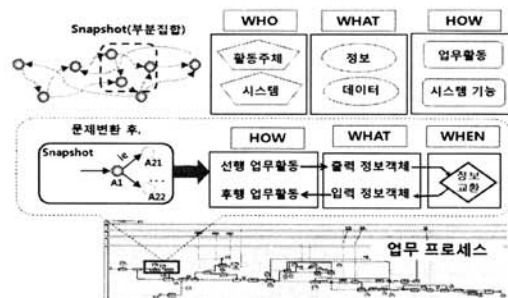 Snapshot(부분집합)
WHO
WHAT
HOW
활동주체
정보
업무활동
시스템
데이터
시스템 기능
문제변환 후,
Snapshot
A1
A21
A22
HOW
WHAT
WHEN
선행 업무활동
출력 정보객체
후행 업무활동
입력 정보객체
정보
교환
업무 프로세스